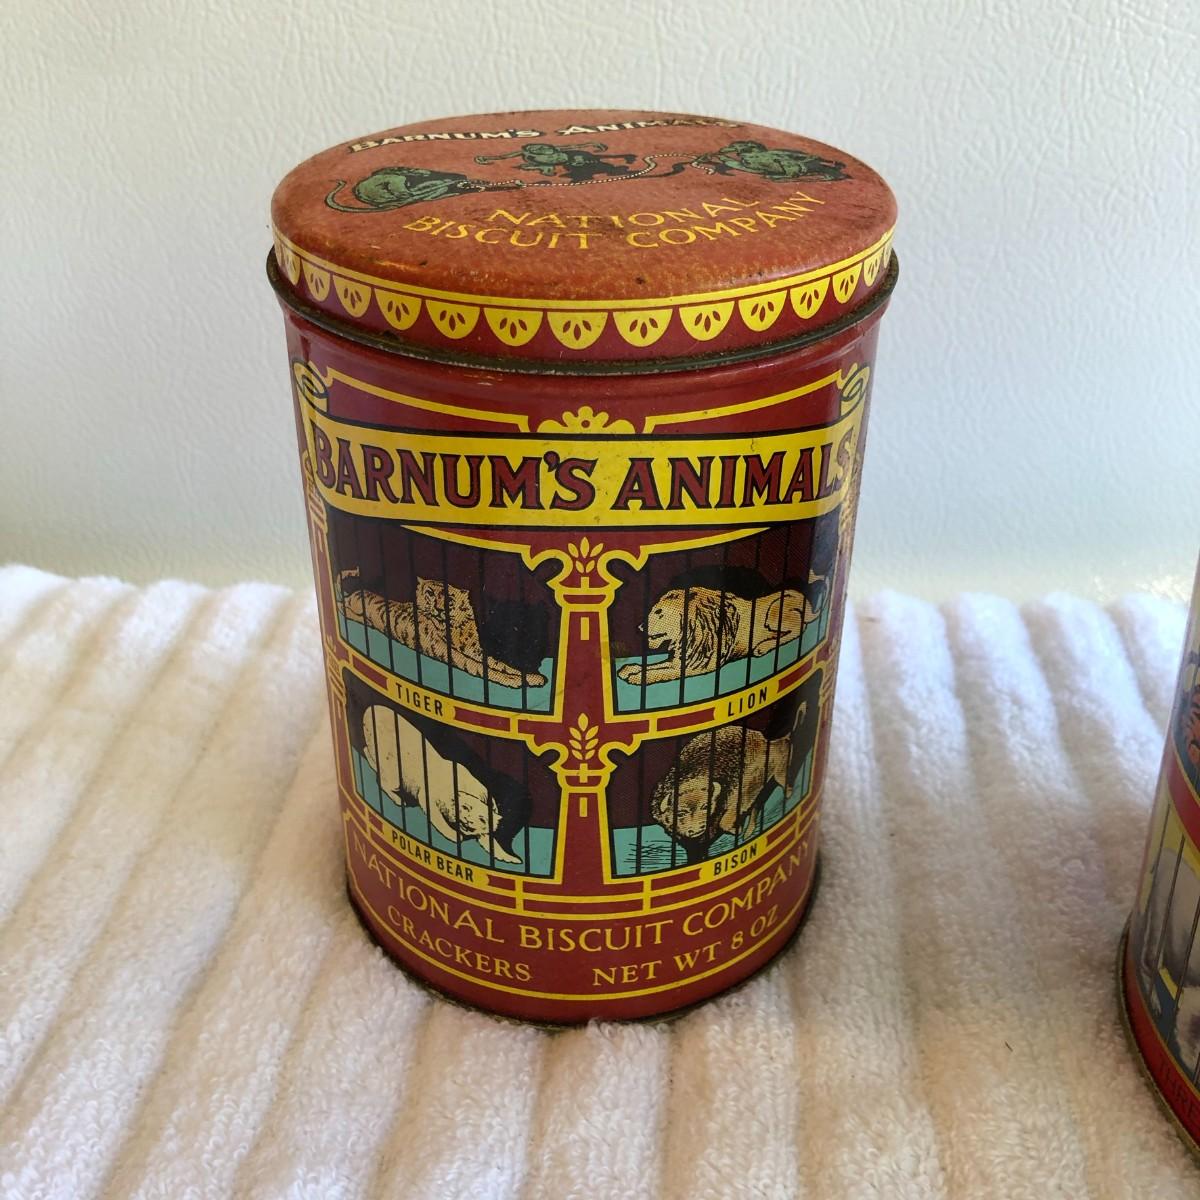 BARNUM'S ANIMALS
NATIONAL
BISCUIT COMPANY
BARNUM'S ANIMALS
TIGER
LION
POLAR BEAR
BISON
NATIONAL BISCUIT COMPANY
CRACKERS NET WT 8 OZ